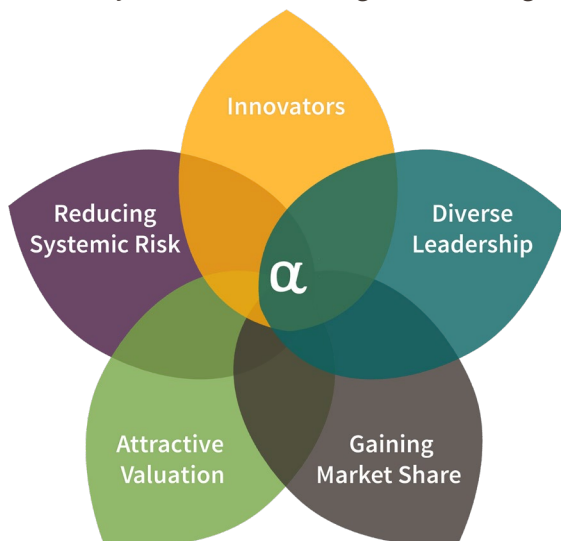 Innovators
Reducing
Systemic Risk
Diverse
Leadership
α
Attractive
Valuation
Gaining
Market Share